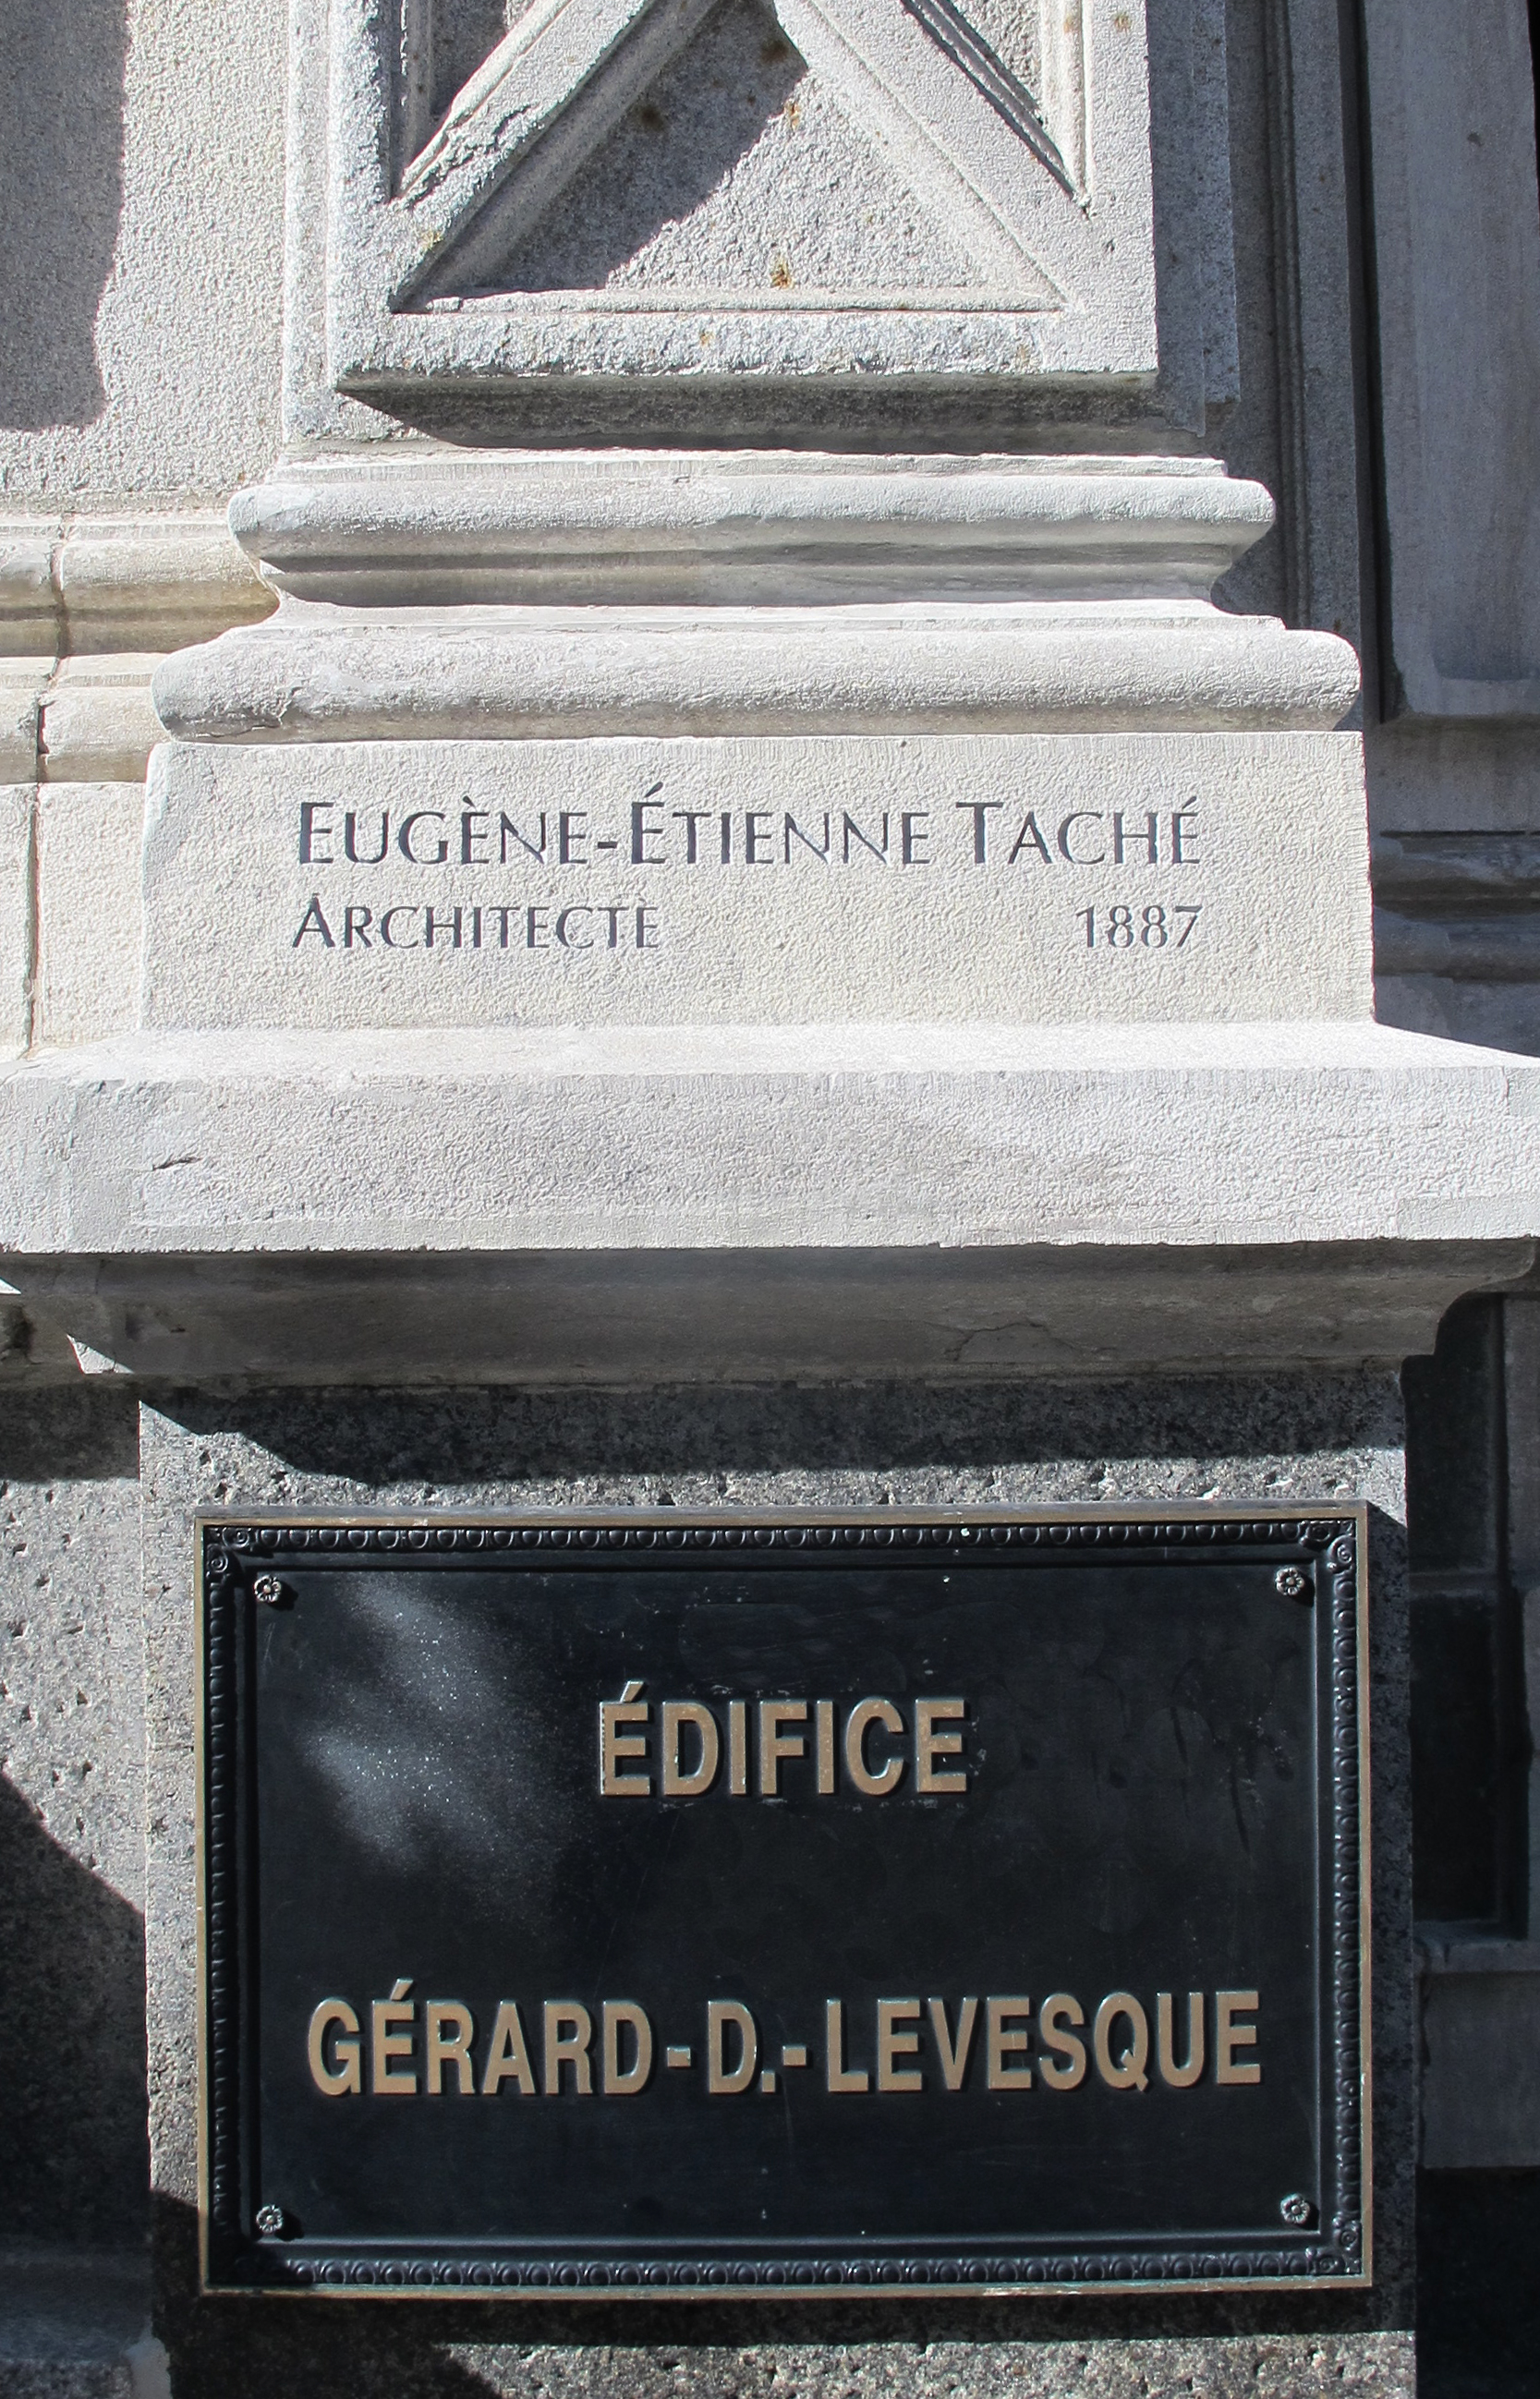 EUGÈNE-ÉTIENNE TACHÉ
ARCHITECTE 1887
ÉDIFICE
GÉRARD-D.-LEVESQUE